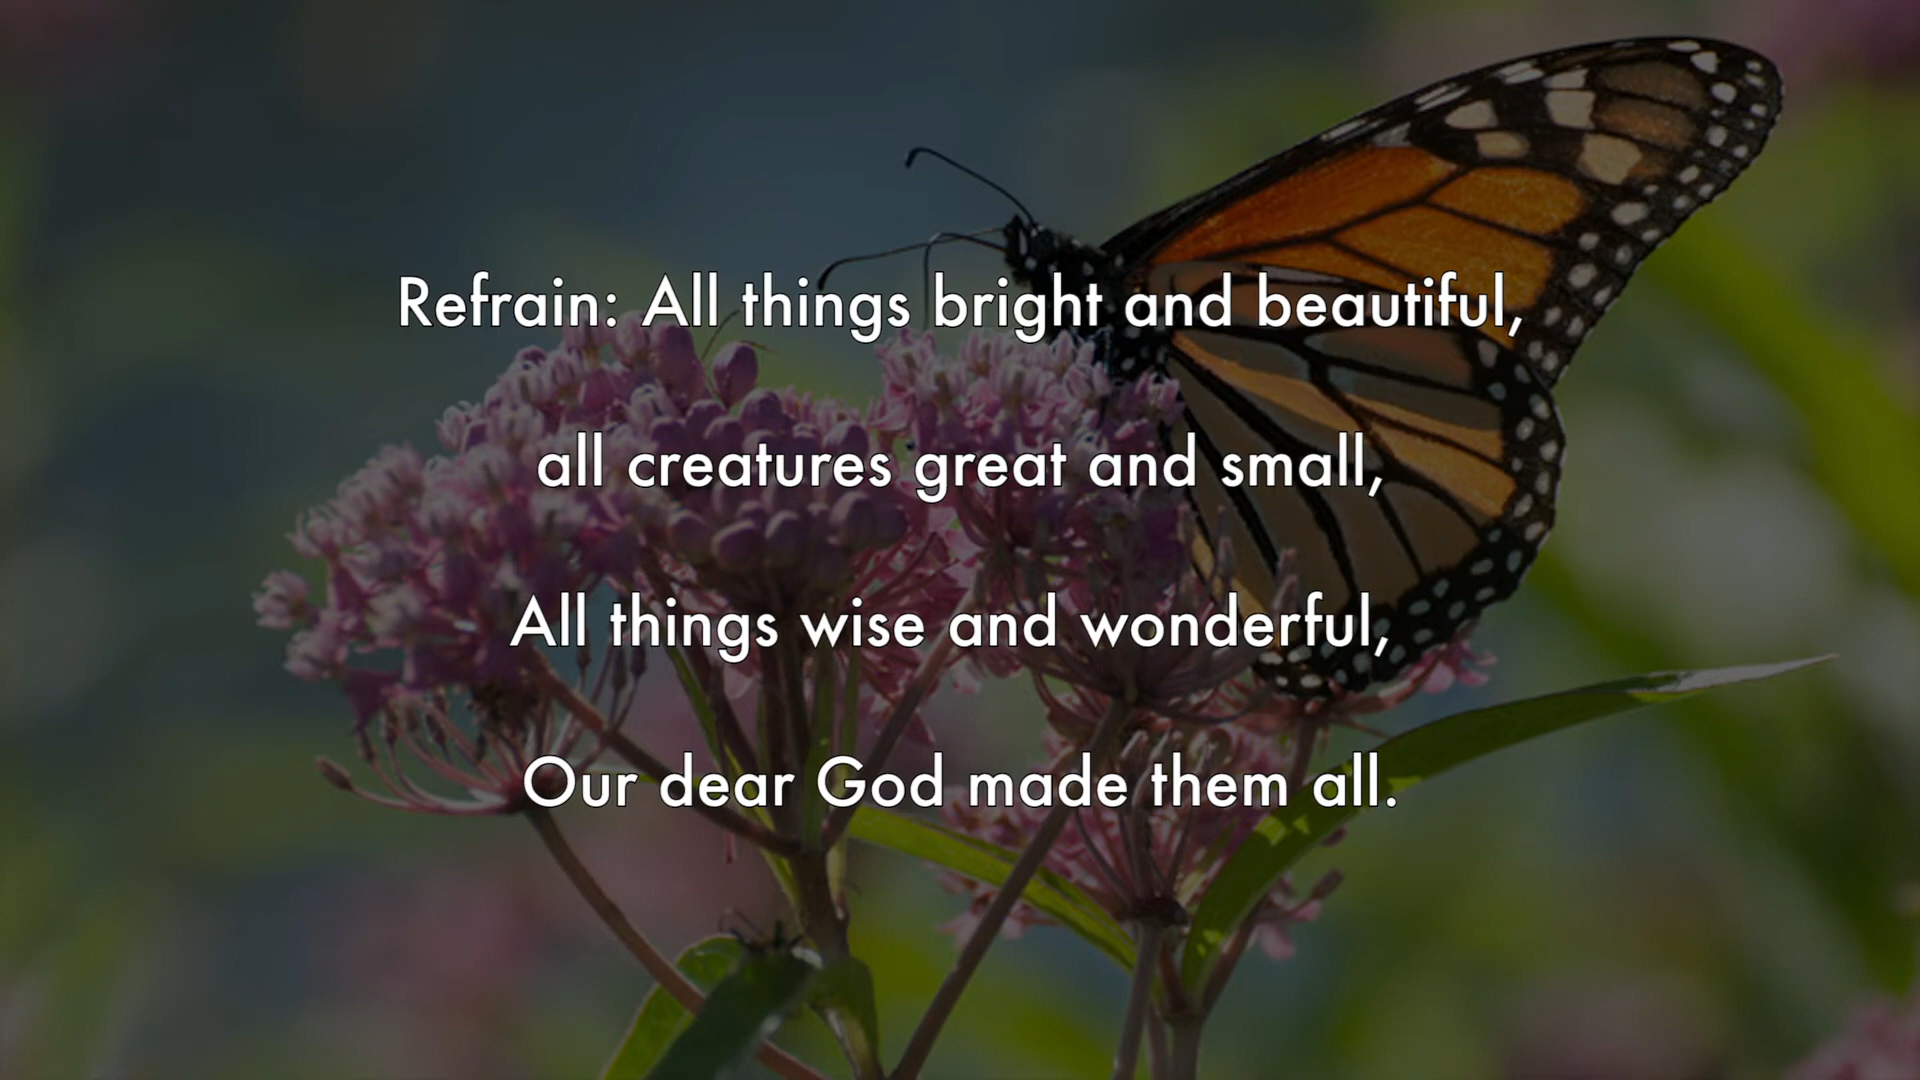 Refrain: All things bright and beautiful,
all creatures great and small,
All things wise and wonderful,
Our dear God made them all.